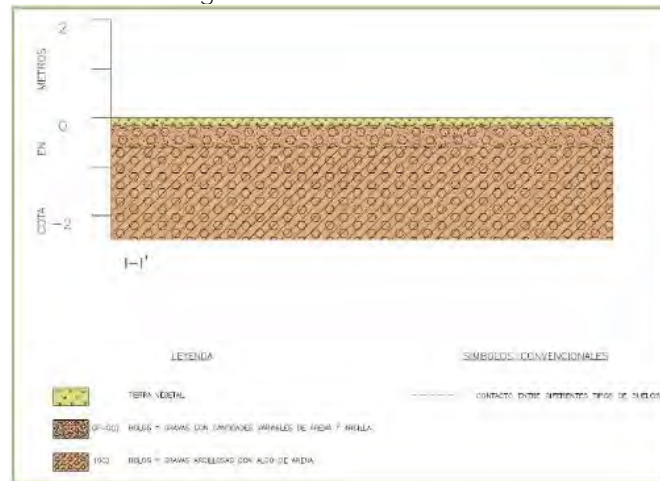 2
METROS
0
EN
COTA
-2
I-I'
LEYENDA
SIMBOLOS CONVENCIONALES
TIERRA VEGETAL
CONTACTO ENTRE DIFERENTES TIPOS DE SUELOS
BOLOS Y GRAVAS CON CANTIDADES VARIABLES DE ARENA Y ARCILLA
(GC) BOLOS Y GRAVAS ARCILLOSAS CON ALGO DE ARENA